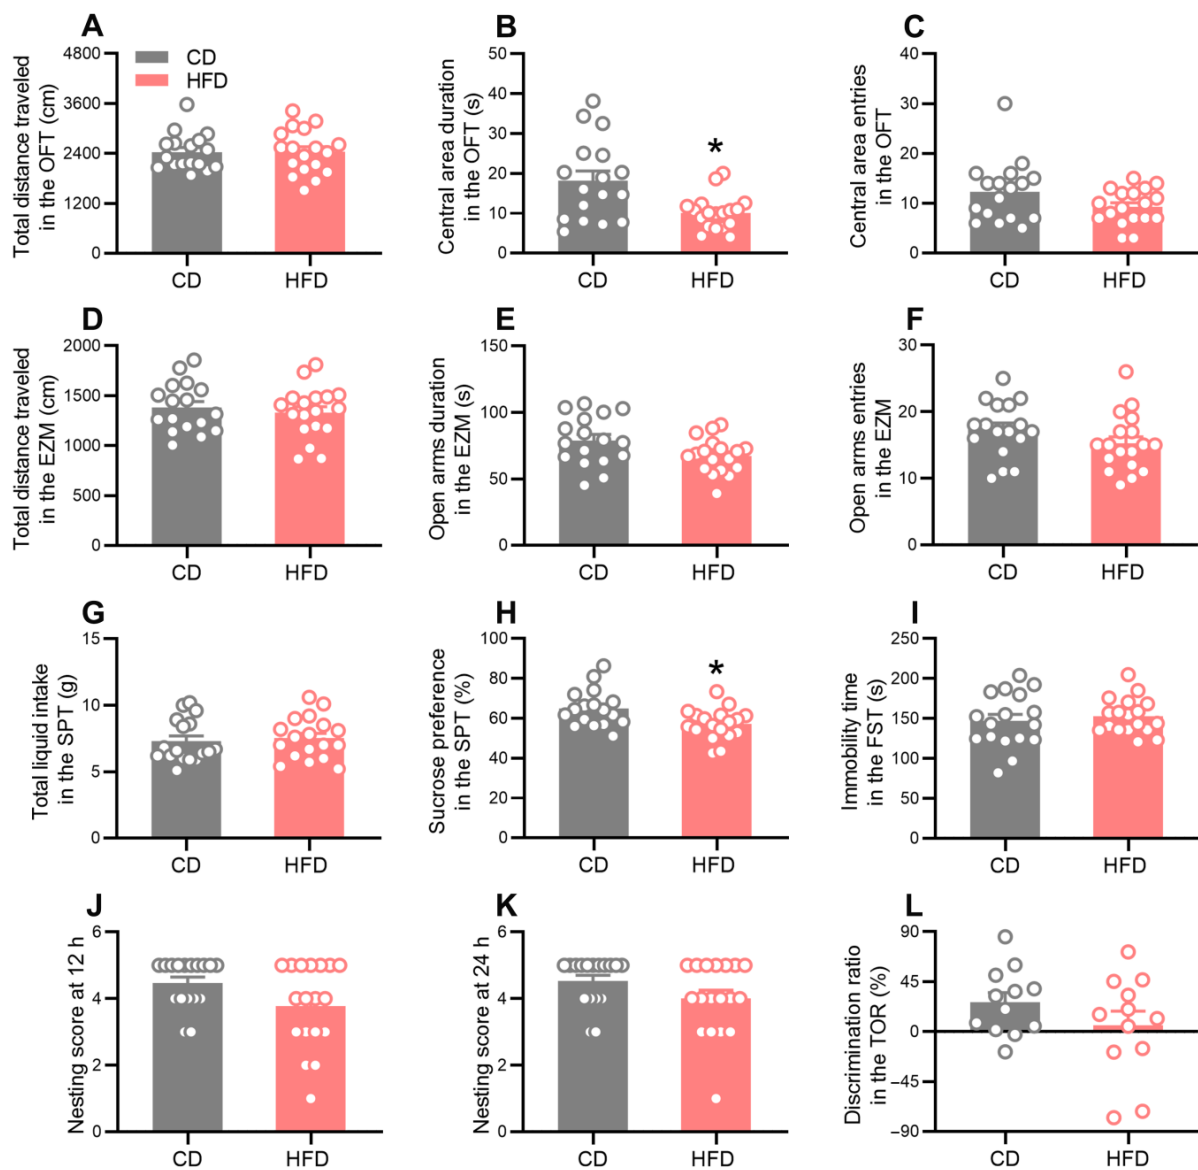 A
Total distance traveled
in the OFT (cm)
4800
3600
2400
1200
0
CD
HFD
CD
HFD
B
Central area duration
in the OFT (s)
50
40
30
20
10
0
*
CD
HFD
C
Central area entries
in the OFT
40
30
20
10
0
CD
HFD
D
Total distance traveled
in the EZM (cm)
2000
1500
1000
500
0
CD
HFD
E
Open arms duration
in the EZM (s)
150
100
50
0
CD
HFD
F
Open arms entries
in the EZM
30
20
10
0
CD
HFD
G
Total liquid intake
in the SPT (g)
15
10
5
0
CD
HFD
H
Sucrose preference
in the SPT (%)
100
80
60
40
20
0
*
CD
HFD
I
Immobility time
in the FST (s)
250
200
150
100
50
0
CD
HFD
J
Nesting score at 12 h
6
4
2
0
CD
HFD
K
Nesting score at 24 h
6
4
2
0
CD
HFD
L
Discrimination ratio
in the TOR (%)
90
45
0
–45
–90
CD
HFD